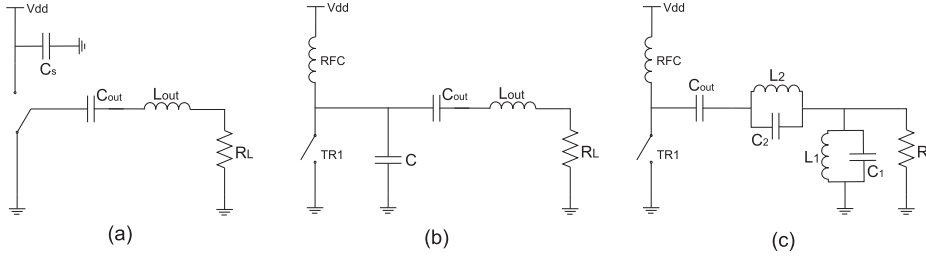 Vdd
Cs
Cout
Lout
RL
(a)
Vdd
RFC
Cout
Lout
TR1
C
RL
(b)
Vdd
RFC
Cout
L2
C2
TR1
L1
C1
R
(c)